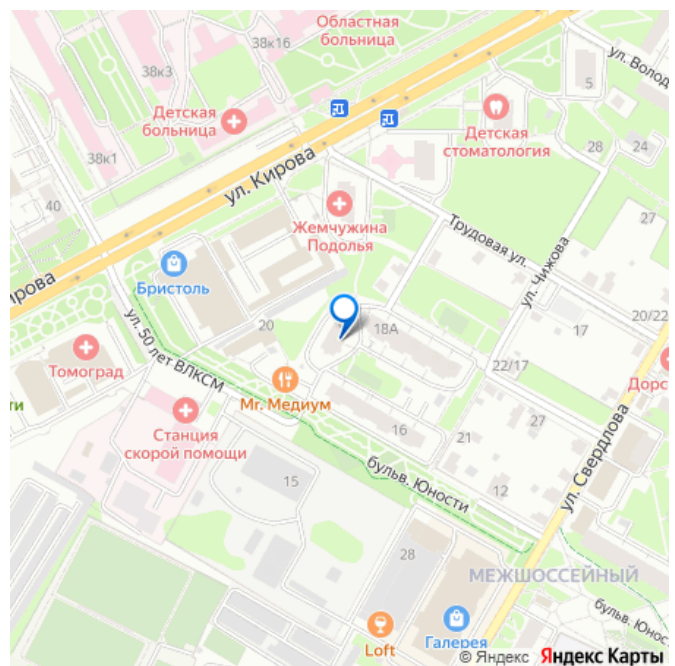 Областная
больница
38к16
38к3
ул. Волод
5
Детская
больница
Детская
стоматология
38к1
28
24
ул. Кирова
40
Жемчужина
Подолья
27
Трудовая ул.
ул. Чижова
ирова
Бристоль
20
18А
17
20/22
Томоград
ул. 50 лет ВЛКСМ
22/17
Дорс
ти
Mr. Медиум
27
Станция
скорой помощи
16
21
ул. Свердлова
15
бульв. Юности
12
28
МЕЖШОССЕЙНЫЙ
бульв. Юнос
Loft
Галерея
© Яндекс Яндекс Карты